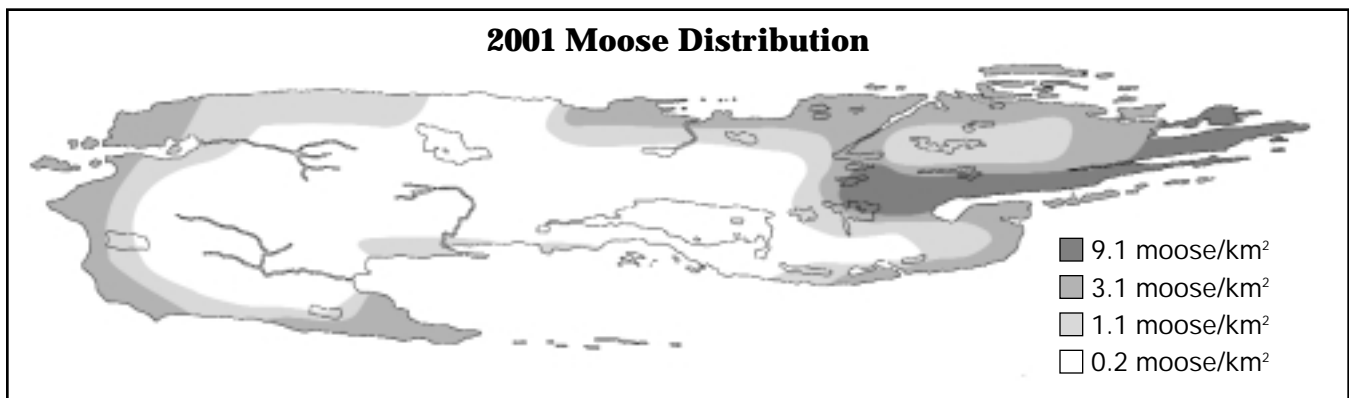 2001 Moose Distribution
9.1 moose/km²
3.1 moose/km²
1.1 moose/km²
0.2 moose/km²